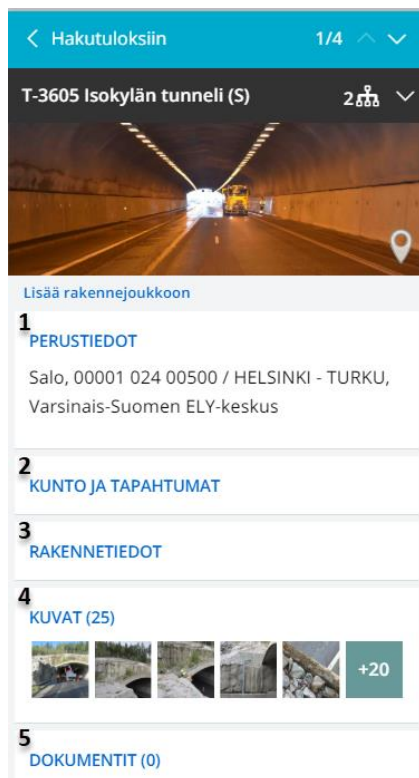 Hakutuloksiin 1/4
T-3605 Isokylän tunneli (S) 2
Lisää rakennejoukkoon
1
PERUSTIEDOT
Salo, 00001 024 00500 / HELSINKI - TURKU,
Varsinais-Suomen ELY-keskus
2
KUNTO JA TAPAHTUMAT
3
RAKENNETIEDOT
4
KUVAT (25)
+20
5
DOKUMENTIT (0)